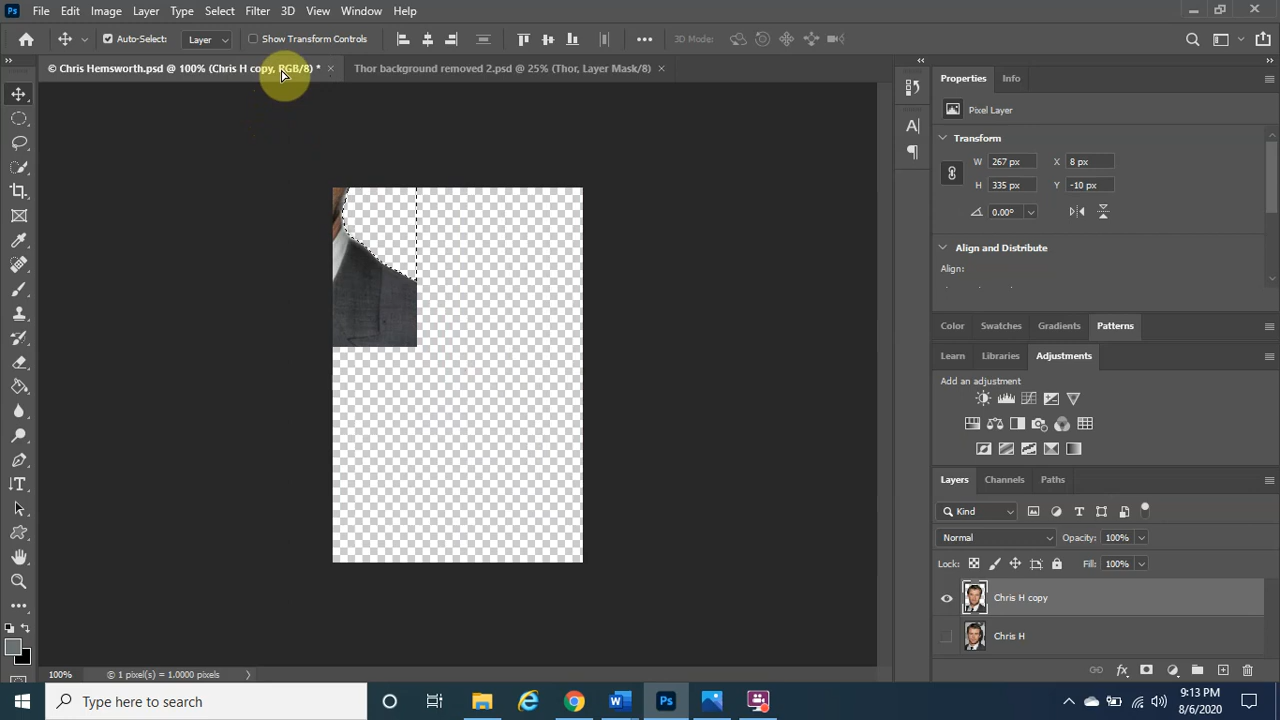 Ps File Edit Image Layer Type Select Filter 3D View Window Help
Auto-Select: Layer Show Transform Controls 3D Mode:
© Chris Hemsworth.psd @ 100% (Chris H copy, RGB/8) * Thor background removed 2.psd @ 25% (Thor, Layer Mask/8)
Properties Info
Pixel Layer
Transform
W 267 px X 8 px
H 335 px Y -10 px
0.00°
Align and Distribute
Align:
Color Swatches Gradients Patterns
Learn Libraries Adjustments
Add an adjustment
Layers Channels Paths
Kind
Normal Opacity: 100%
Lock: Fill: 100%
Chris H copy
Chris H
100% © 1 pixel(s) = 1.0000 pixels
Type here to search
9:13 PM
8/6/2020